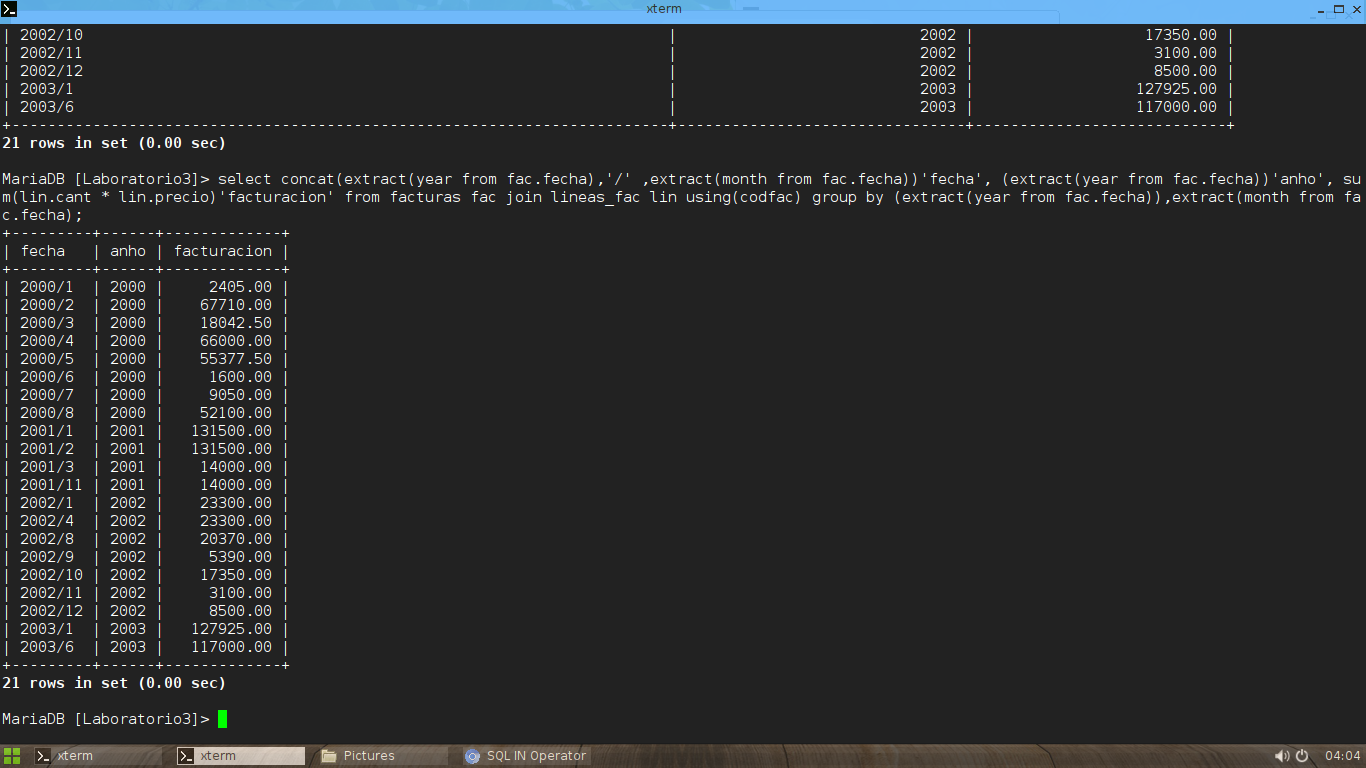 xterm
| 2002/10 | 2002 | 17350.00 |
| 2002/11 | 2002 | 3100.00 |
| 2002/12 | 2002 | 8500.00 |
| 2003/1 | 2003 | 127925.00 |
| 2003/6 | 2003 | 117000.00 |
21 rows in set (0.00 sec)
MariaDB [Laboratorio3]> select concat(extract(year from fac.fecha),'/' ,extract(month from fac.fecha))'fecha', (extract(year from fac.fecha))'anho', su
m(lin.cant * lin.precio)'facturacion' from facturas fac join lineas_fac lin using(codfac) group by (extract(year from fac.fecha)),extract(month from fa
c.fecha);
+---------+------+-------------+
| fecha | anho | facturacion |
+---------+------+-------------+
| 2000/1 | 2000 | 2405.00 |
| 2000/2 | 2000 | 67710.00 |
| 2000/3 | 2000 | 18042.50 |
| 2000/4 | 2000 | 66000.00 |
| 2000/5 | 2000 | 55377.50 |
| 2000/6 | 2000 | 1600.00 |
| 2000/7 | 2000 | 9050.00 |
| 2000/8 | 2000 | 52100.00 |
| 2001/1 | 2001 | 131500.00 |
| 2001/2 | 2001 | 131500.00 |
| 2001/3 | 2001 | 14000.00 |
| 2001/11 | 2001 | 14000.00 |
| 2002/1 | 2002 | 23300.00 |
| 2002/4 | 2002 | 23300.00 |
| 2002/8 | 2002 | 20370.00 |
| 2002/9 | 2002 | 5390.00 |
| 2002/10 | 2002 | 17350.00 |
| 2002/11 | 2002 | 3100.00 |
| 2002/12 | 2002 | 8500.00 |
| 2003/1 | 2003 | 127925.00 |
| 2003/6 | 2003 | 117000.00 |
+---------+------+-------------+
21 rows in set (0.00 sec)
MariaDB [Laboratorio3]>
xterm xterm Pictures SQL IN Operator 04:04